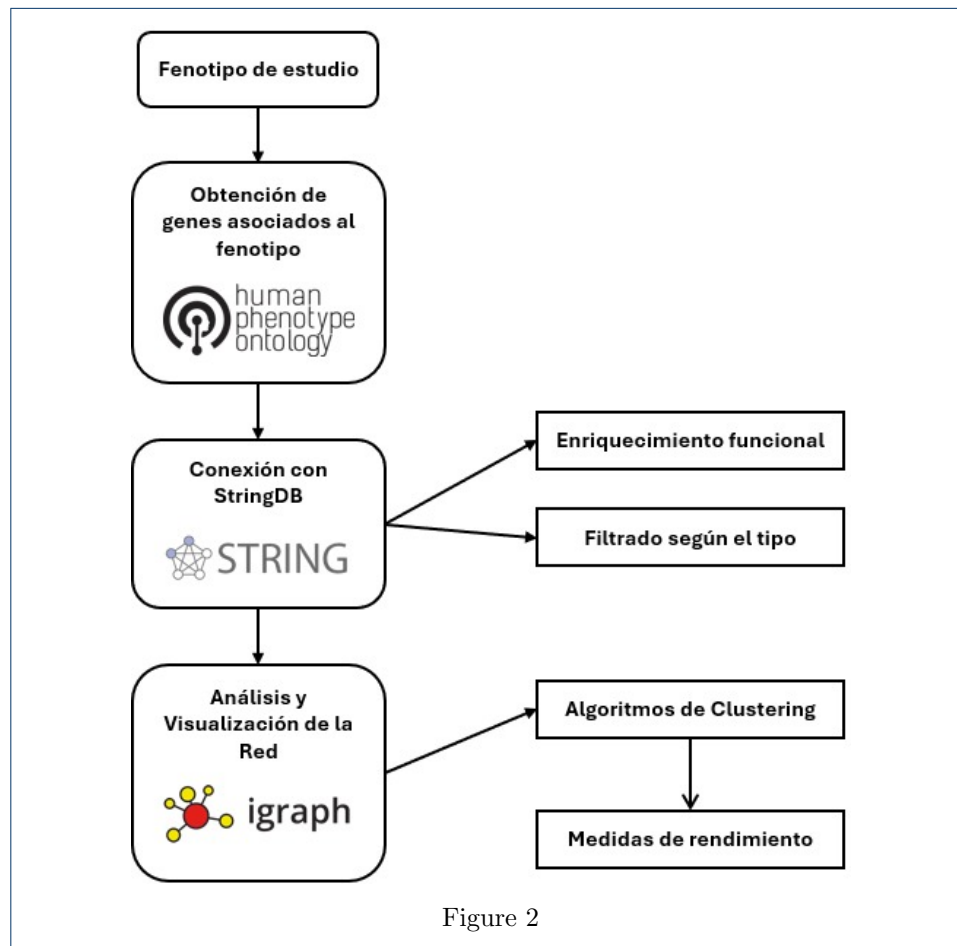 Fenotipo de estudio
Obtención de
genes asociados al
fenotipo
human
phenotype
ontology
Conexión con
StringDB
STRING
Enriquecimiento funcional
Filtrado según el tipo
Análisis y
Visualización de la
Red
igraph
Algoritmos de Clustering
Medidas de rendimiento
Figure 2